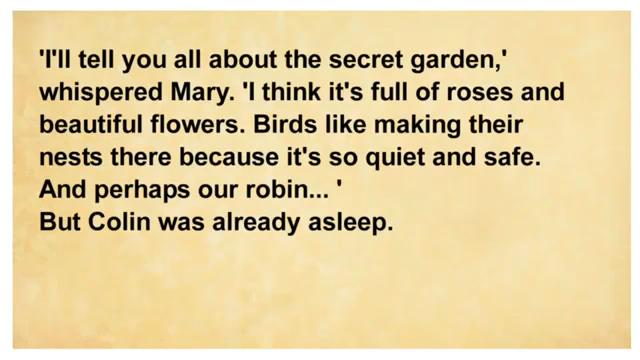 'I'll tell you all about the secret garden,'
whispered Mary. 'I think it's full of roses and
beautiful flowers. Birds like making their
nests there because it's so quiet and safe.
And perhaps our robin... '
But Colin was already asleep.